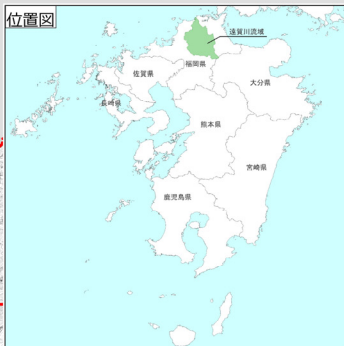 位置図
遠賀川流域
福岡県
佐賀県
大分県
長崎県
熊本県
宮崎県
鹿児島県